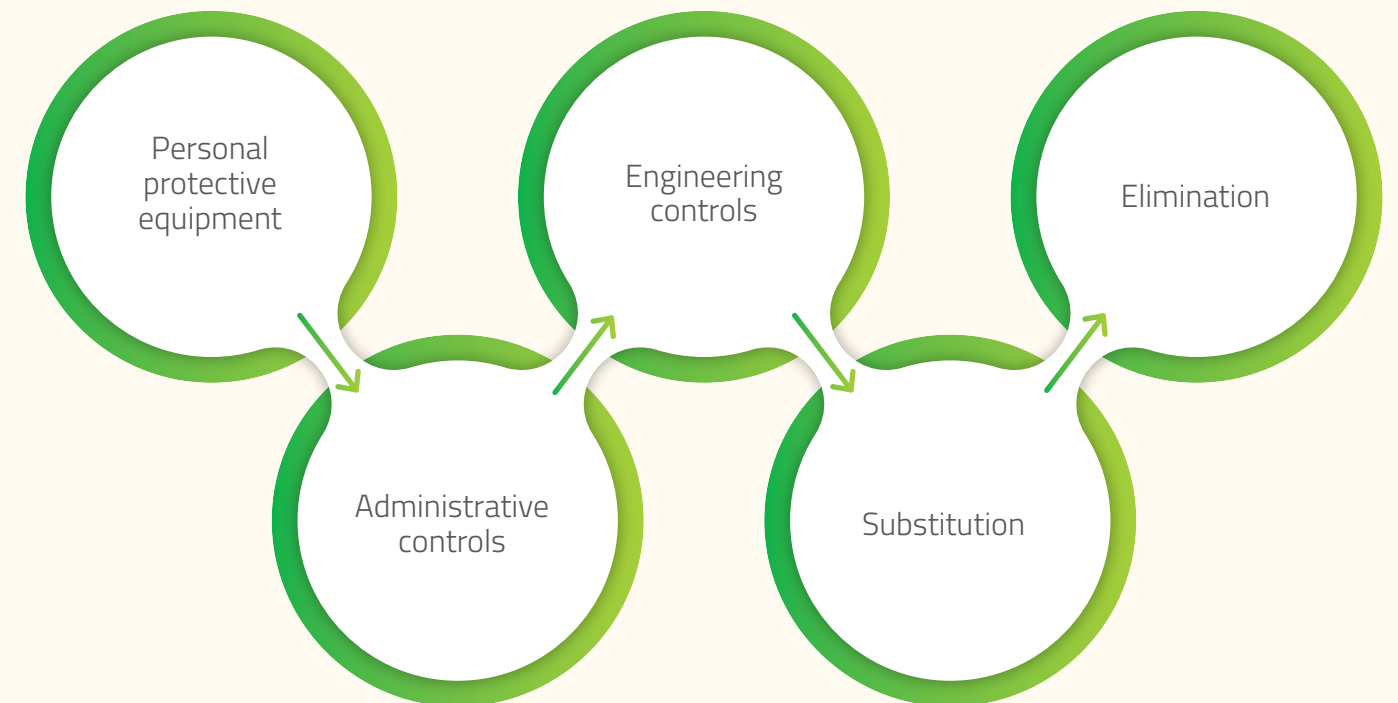 Personal
protective
equipment
Administrative
controls
Engineering
controls
Substitution
Elimination